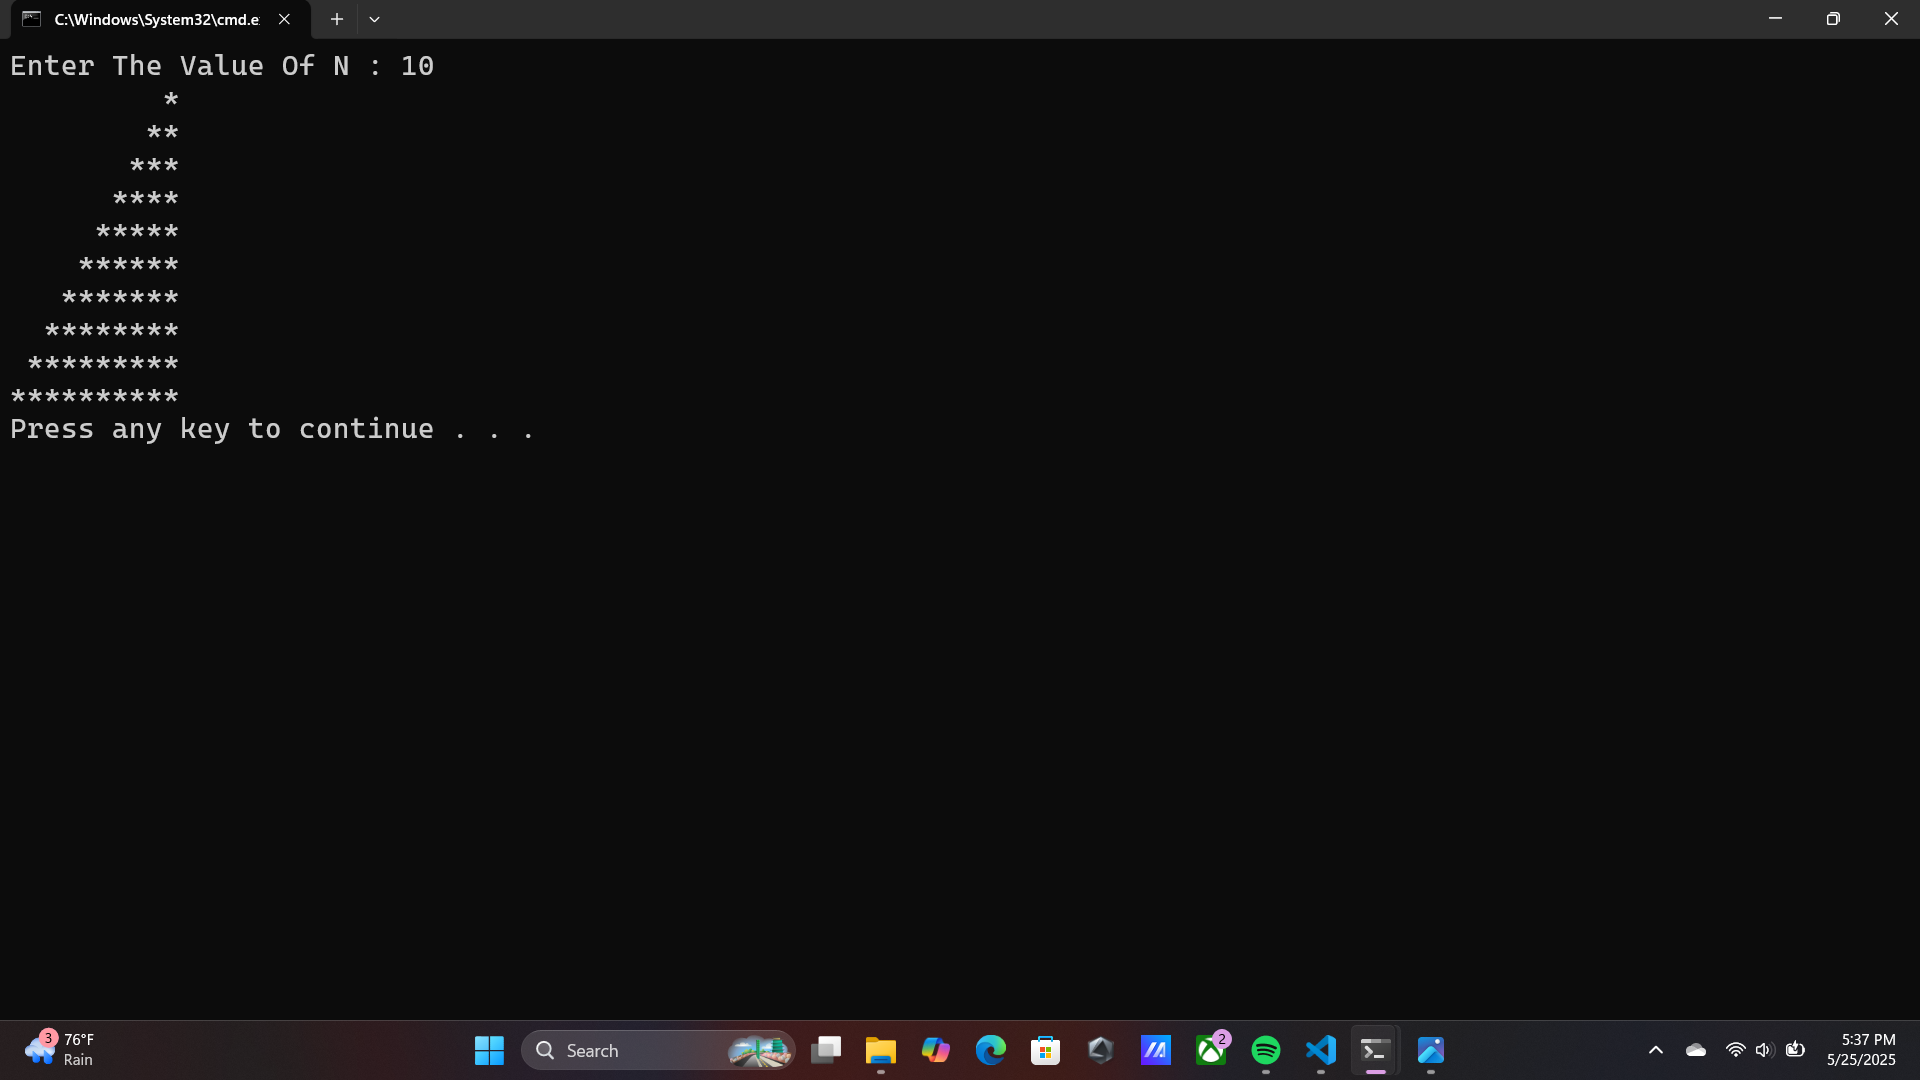 C:\Windows\System32\cmd.e
Enter The Value Of N : 10
         *
        **
       ***
      ****
     *****
    ******
   *******
  ********
 *********
**********
Press any key to continue . . .
3
76°F
Rain
Search
2
5:37 PM
5/25/2025